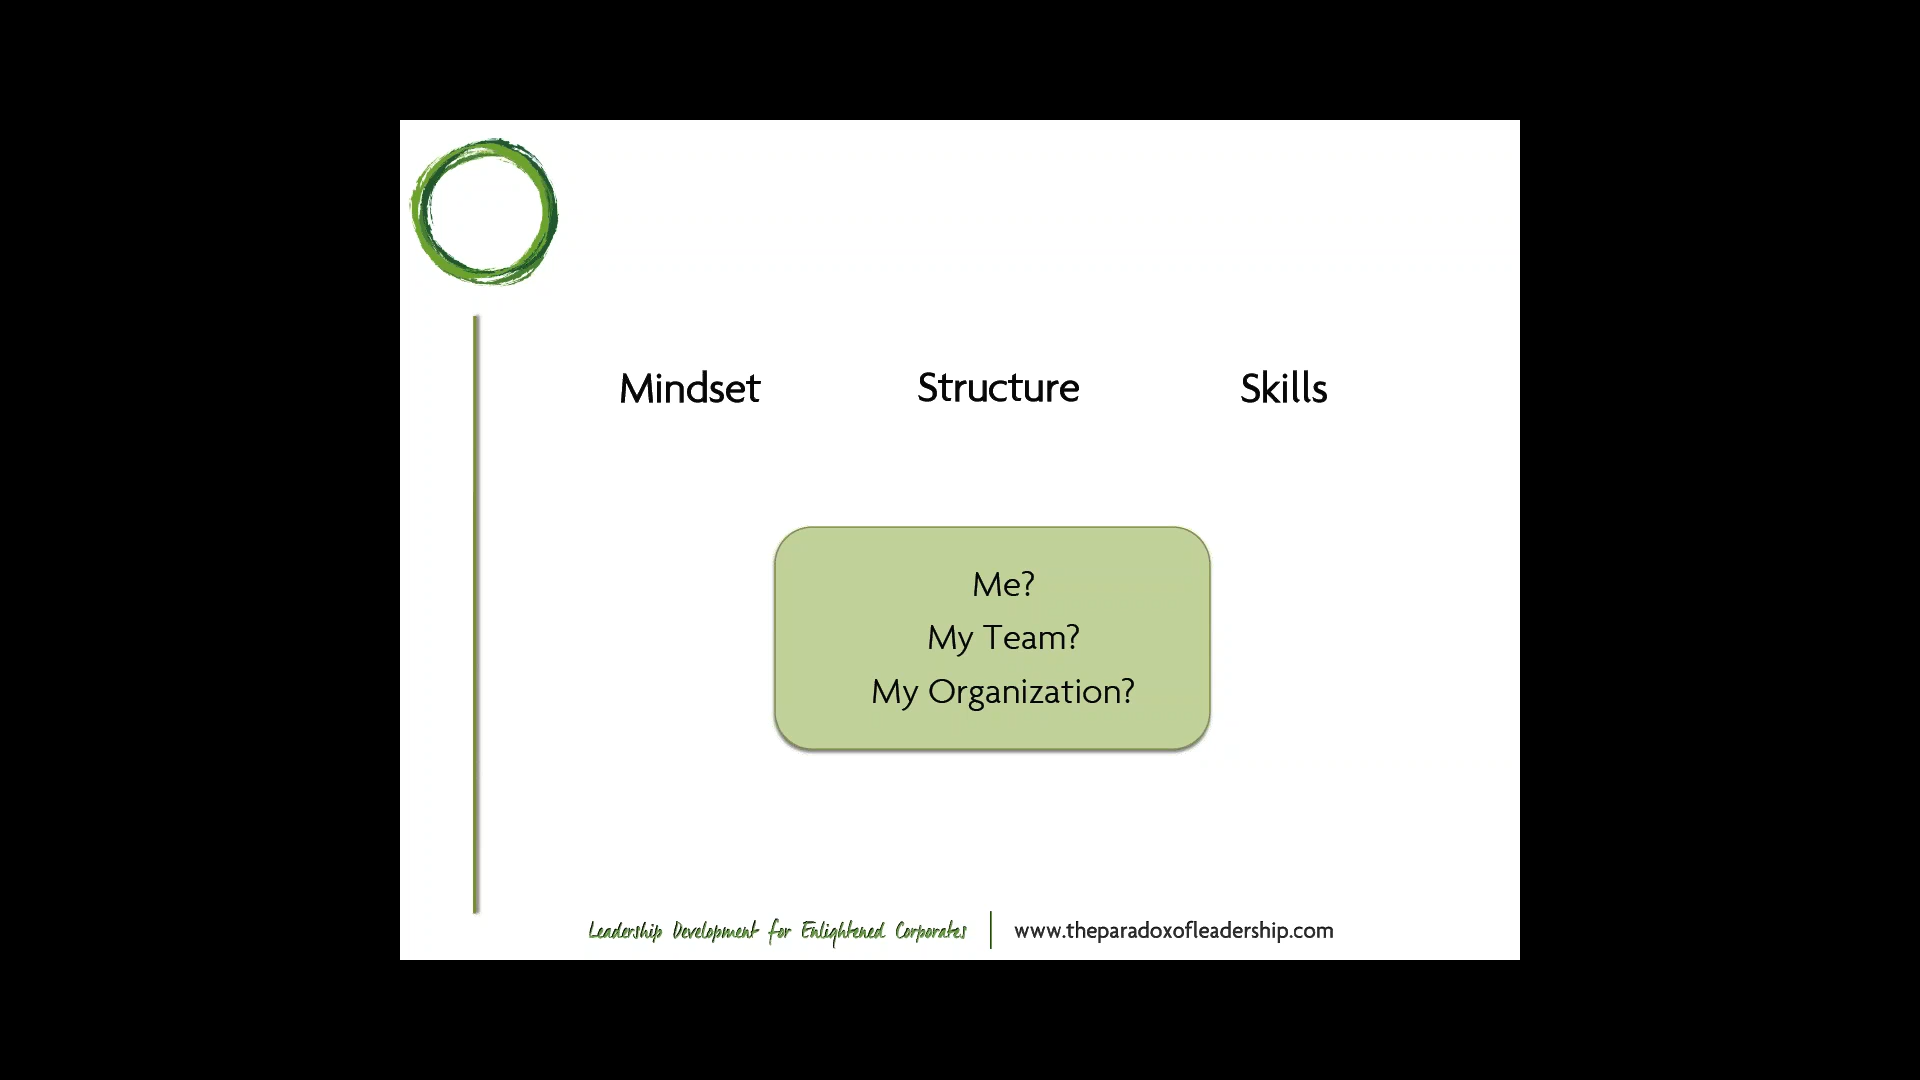 Mindset Structure Skills
Me?
My Team?
My Organization?
Leadership Development for Enlightened Corporates www.theparadoxofleadership.com